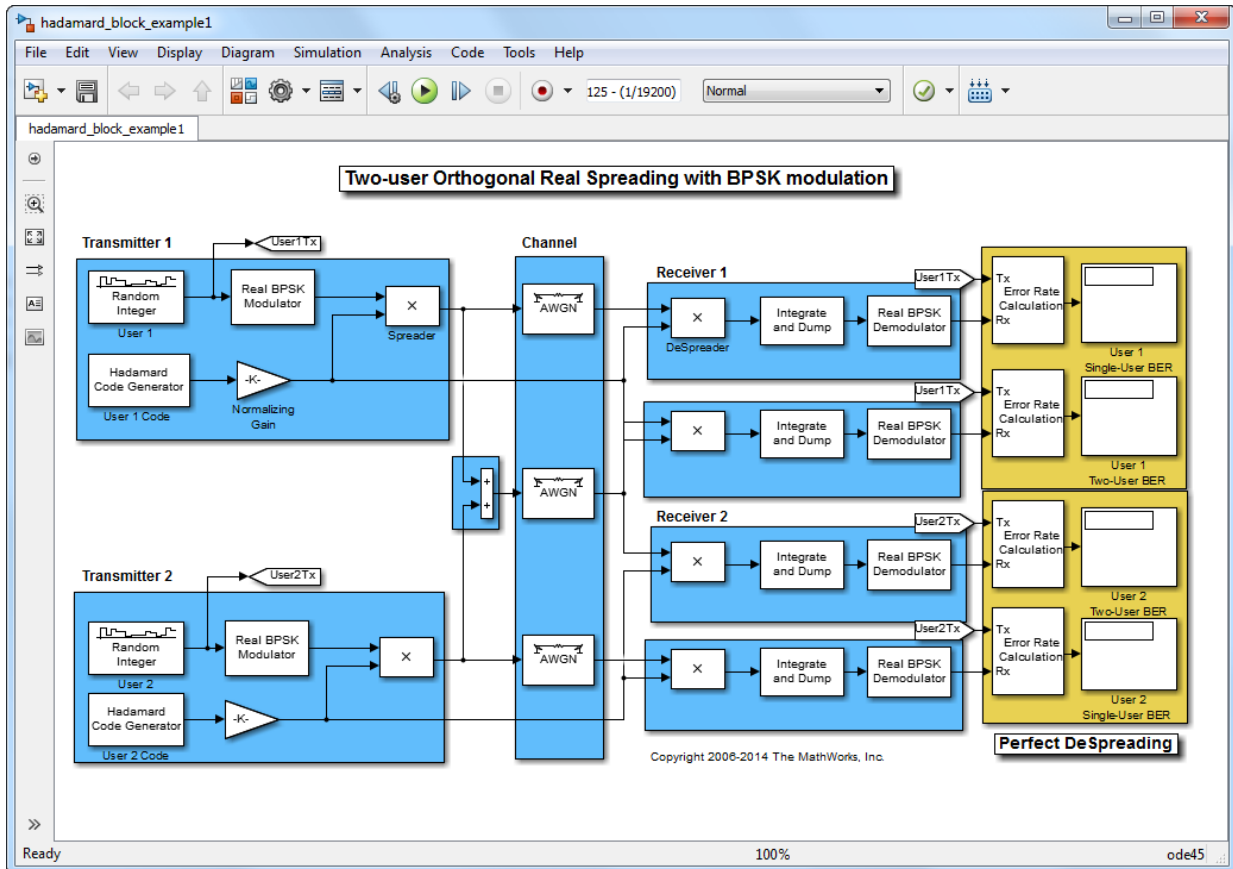 hadamard_block_example1
File Edit View Display Diagram Simulation Analysis Code Tools Help
125 - (1/19200)
Normal
hadamard_block_example1
Two-user Orthogonal Real Spreading with BPSK modulation
Transmitter 1
User1Tx
Random
Integer
User 1
Real BPSK
Modulator
×
Spreader
Hadamard
Code Generator
User 1 Code
-K-
Normalizing
Gain
+
+
Transmitter 2
User2Tx
Random
Integer
User 2
Real BPSK
Modulator
×
Hadamard
Code Generator
User 2 Code
-K-
Channel
AWGN
AWGN
AWGN
Receiver 1
×
DeSpreader
Integrate
and Dump
Real BPSK
Demodulator
User1Tx
Tx
Rx
Error Rate
Calculation
User 1
Single-User BER
×
Integrate
and Dump
Real BPSK
Demodulator
User1Tx
Tx
Rx
Error Rate
Calculation
User 1
Two-User BER
Receiver 2
×
Integrate
and Dump
Real BPSK
Demodulator
User2Tx
Tx
Rx
Error Rate
Calculation
User 2
Two-User BER
×
Integrate
and Dump
Real BPSK
Demodulator
User2Tx
Tx
Rx
Error Rate
Calculation
User 2
Single-User BER
Perfect DeSpreading
Copyright 2006-2014 The MathWorks, Inc.
Ready
100%
ode45